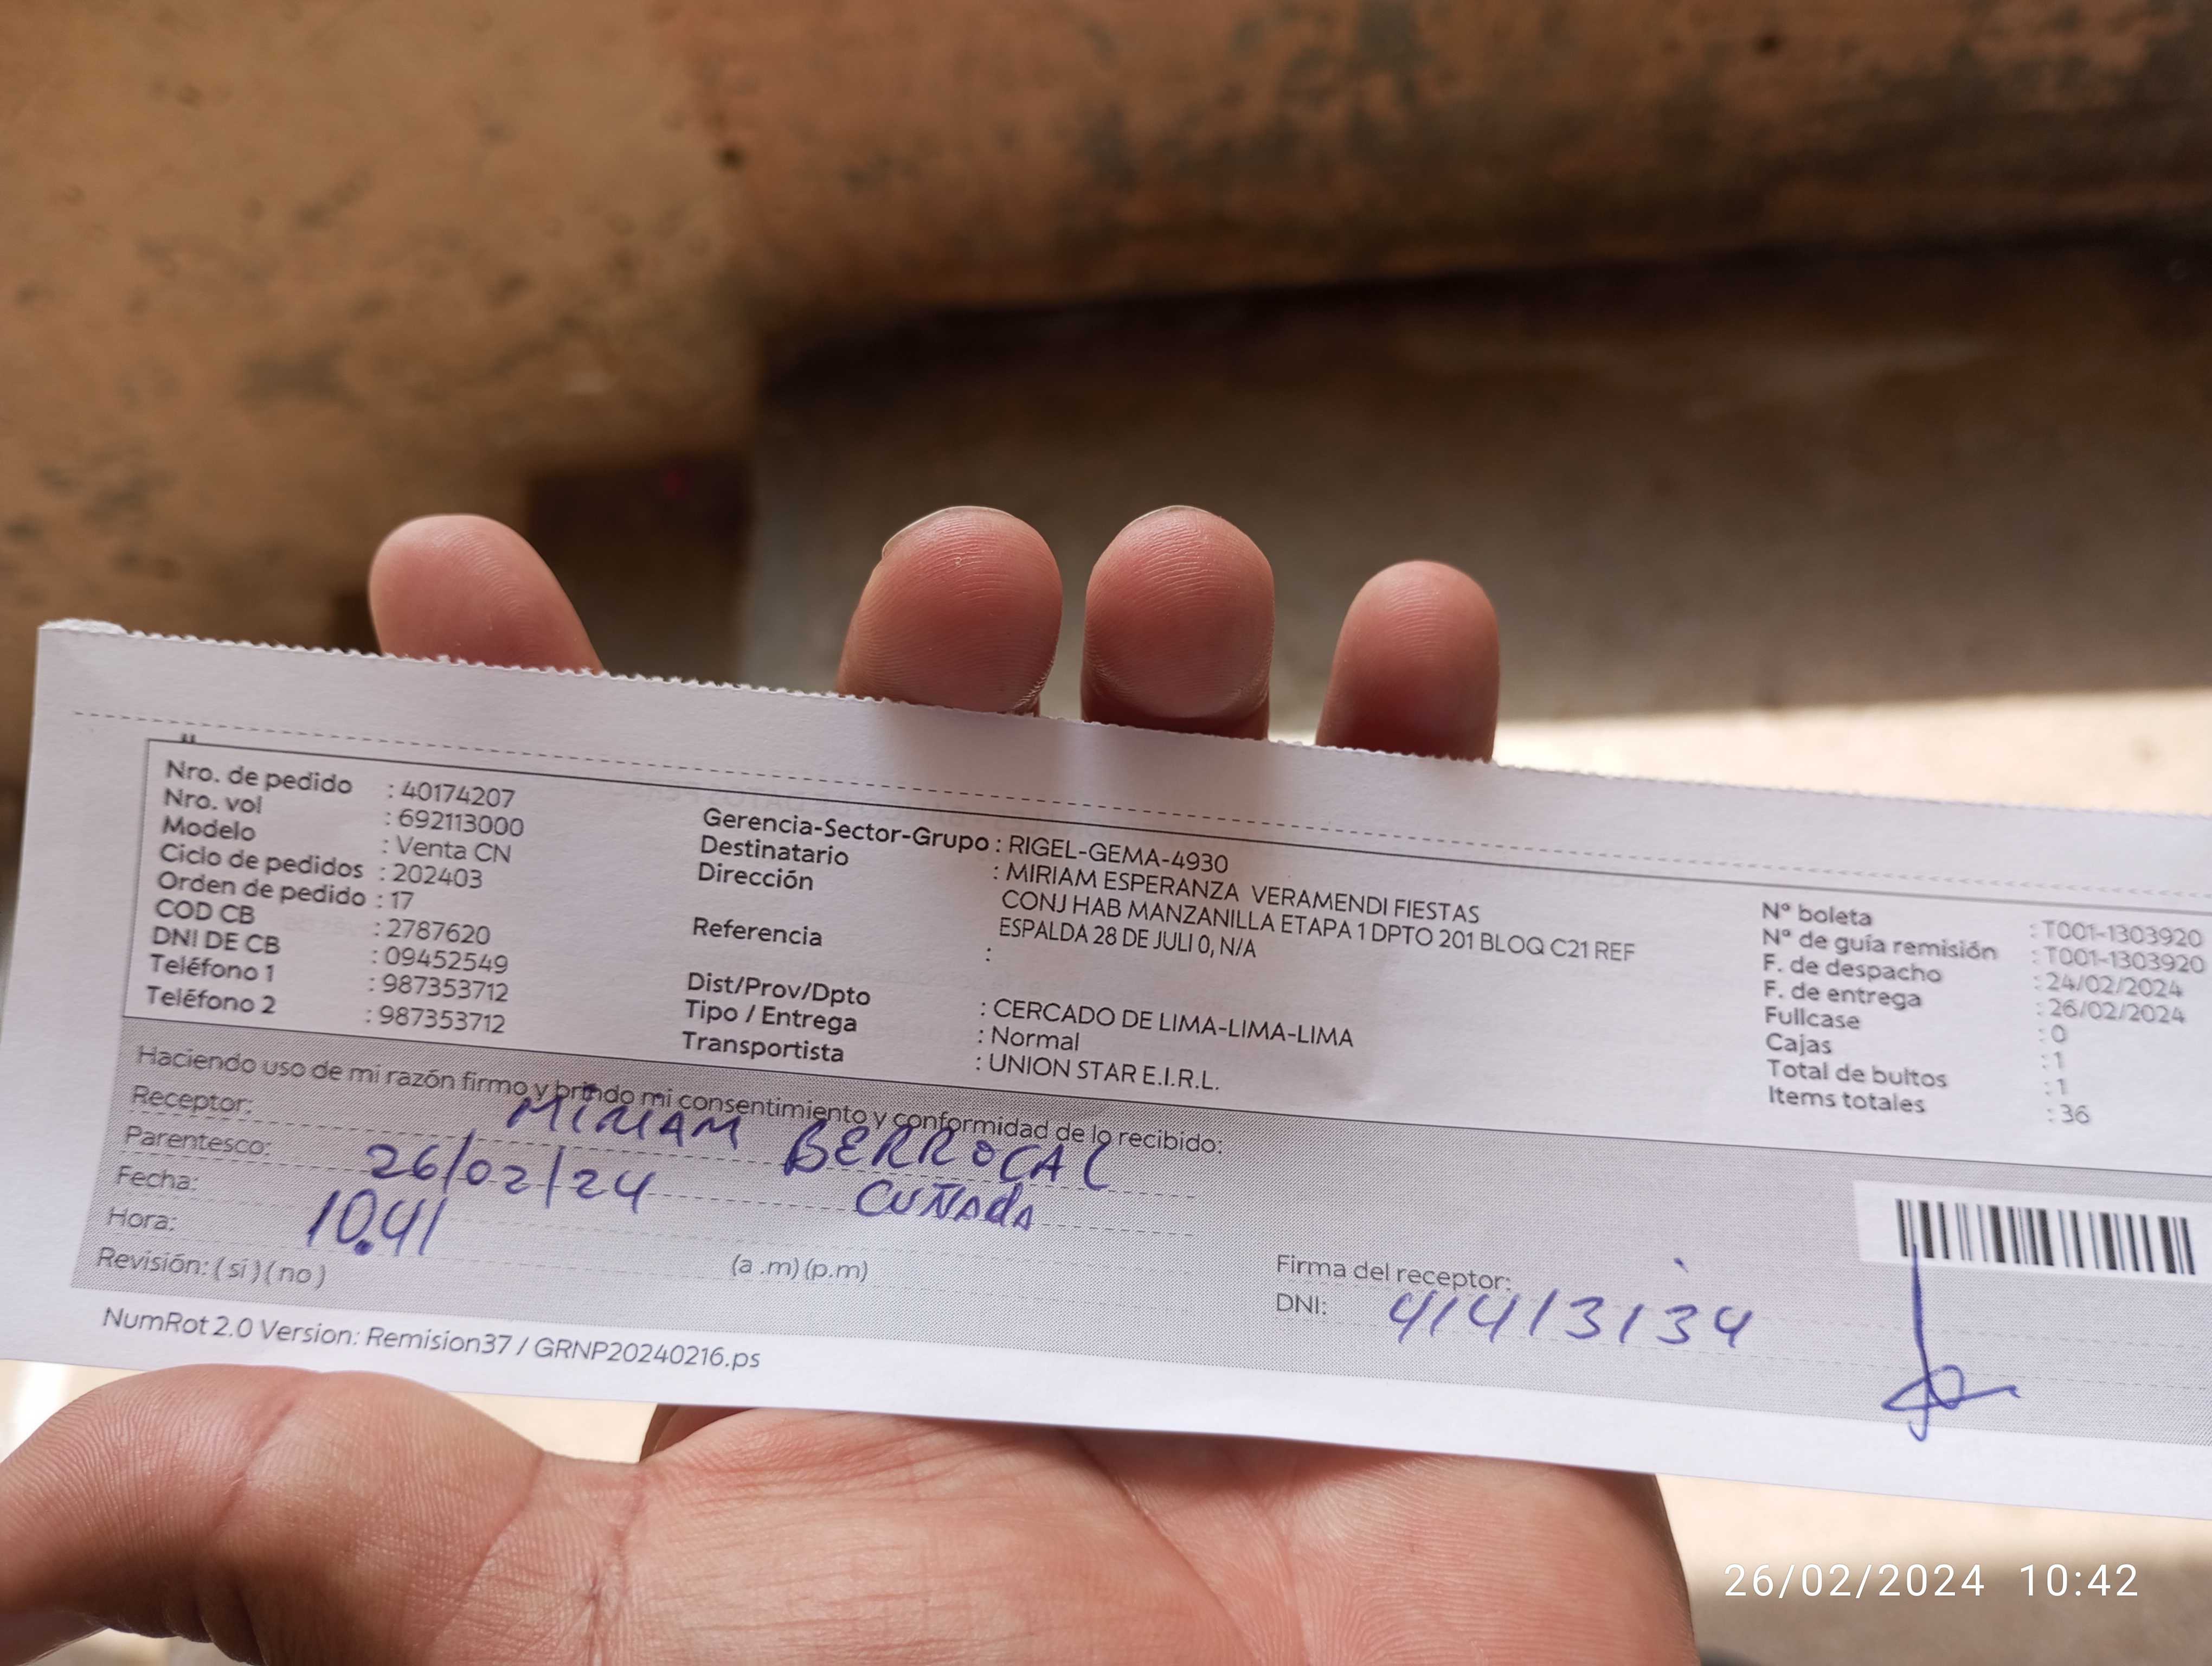 Nro. de pedido : 40174207
Nro. vol : 692113000
Modelo : Venta CN
Ciclo de pedidos : 202403
Orden de pedido : 17
COD CB : 2787620
DNI DE CB : 09452549
Teléfono 1 : 987353712
Teléfono 2 : 987353712
Gerencia-Sector-Grupo : RIGEL-GEMA-4930
Destinatario : MIRIAM ESPERANZA VERAMENDI FIESTAS
Dirección CONJ HAB MANZANILLA ETAPA 1 DPTO 201 BLOQ C21 REF
ESPALDA 28 DE JULI 0, N/A
Referencia :
Dist/Prov/Dpto : CERCADO DE LIMA-LIMA-LIMA
Tipo / Entrega : Normal
Transportista : UNION STAR E.I.R.L.
N° boleta : T001-1303920
N° de guía remisión : T001-1303920
F. de despacho : 24/02/2024
F. de entrega : 26/02/2024
Fullcase : 0
Cajas : 1
Total de bultos : 1
Items totales : 36
Haciendo uso de mi razón firmo y brindo mi consentimiento y conformidad de lo recibido:
Receptor: MIRIAM BERROCAL
Parentesco: CUÑADA
Fecha: 26/02/24
Hora: 10.41 (a .m) (p.m)
Revisión: ( si ) ( no )
Firma del receptor:
DNI: 41413134
NumRot 2.0 Version: Remision37 / GRNP20240216.ps
26/02/2024 10:42